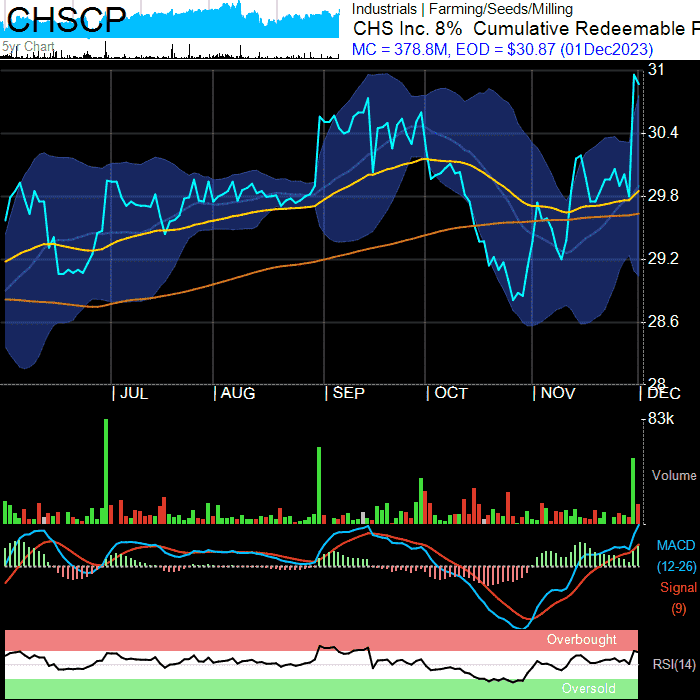 CHSCP
5yr Chart
Industrials | Farming/Seeds/Milling
CHS Inc. 8%  Cumulative Redeemable P
MC = 378.8M, EOD = $30.87 (01Dec2023)
31
30.4
29.8
29.2
28.6
28
| JUL | AUG | SEP | OCT | NOV | DEC
83k
Volume
MACD
(12-26)
Signal
(9)
Overbought
RSI(14)
Oversold